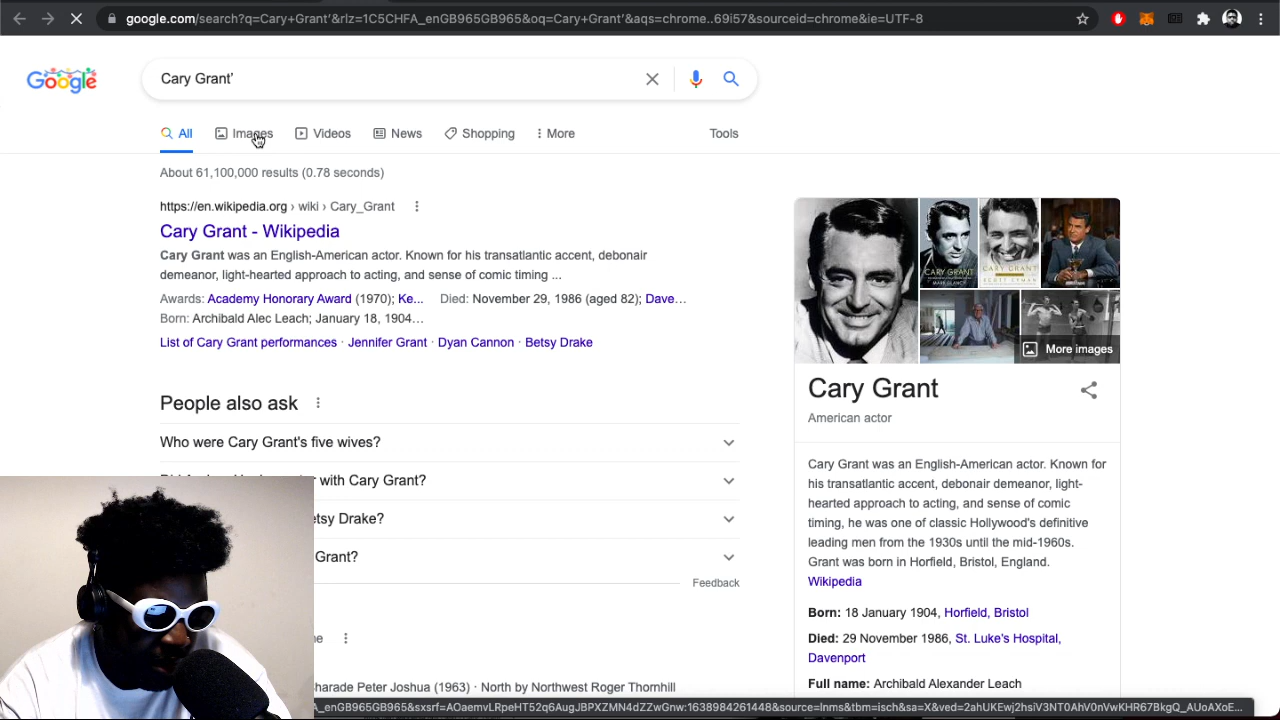 google.com/search?q=Cary+Grant'&rlz=1C5CHFA_enGB965GB965&oq=Cary+Grant'&aqs=chrome..69i57&sourceid=chrome&ie=UTF-8
Google
Cary Grant'
All Images Videos News Shopping More Tools
About 61,100,000 results (0.78 seconds)
https://en.wikipedia.org › wiki › Cary_Grant
Cary Grant - Wikipedia
Cary Grant was an English-American actor. Known for his transatlantic accent, debonair
demeanor, light-hearted approach to acting, and sense of comic timing ...
Awards: Academy Honorary Award (1970); Ke... Died: November 29, 1986 (aged 82); Dave...
Born: Archibald Alec Leach; January 18, 1904...
List of Cary Grant performances · Jennifer Grant · Dyan Cannon · Betsy Drake
People also ask
Who were Cary Grant's five wives?
with Cary Grant?
etsy Drake?
Grant?
Feedback
harade Peter Joshua (1963) · North by Northwest Roger Thornhill
CARY GRANT
CARY GRANT
More images
Cary Grant
American actor
Cary Grant was an English-American actor. Known for
his transatlantic accent, debonair demeanor, light-
hearted approach to acting, and sense of comic
timing, he was one of classic Hollywood's definitive
leading men from the 1930s until the mid-1960s.
Grant was born in Horfield, Bristol, England.
Wikipedia
Born: 18 January 1904, Horfield, Bristol
Died: 29 November 1986, St. Luke's Hospital,
Davenport
Full name: Archibald Alexander Leach